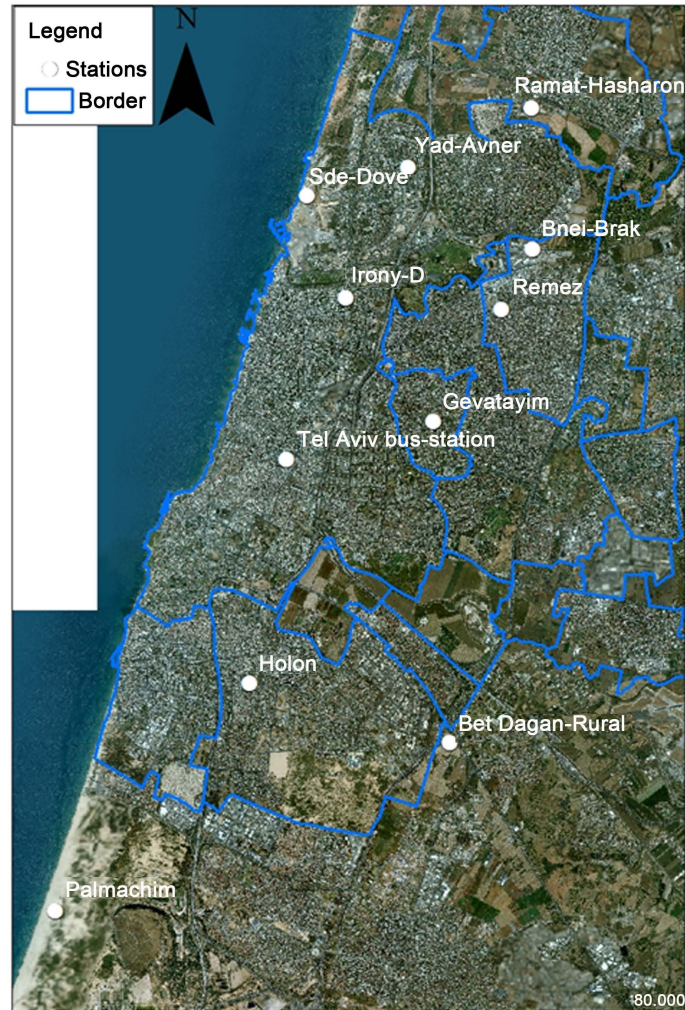 N
Legend
Stations
Border
Ramat-Hasharon
Yad-Avner
Sde-Dove
Bnei-Brak
Irony-D
Remez
Gevatayim
Tel Aviv bus-station
Holon
Bet Dagan-Rural
Palmachim
80.000